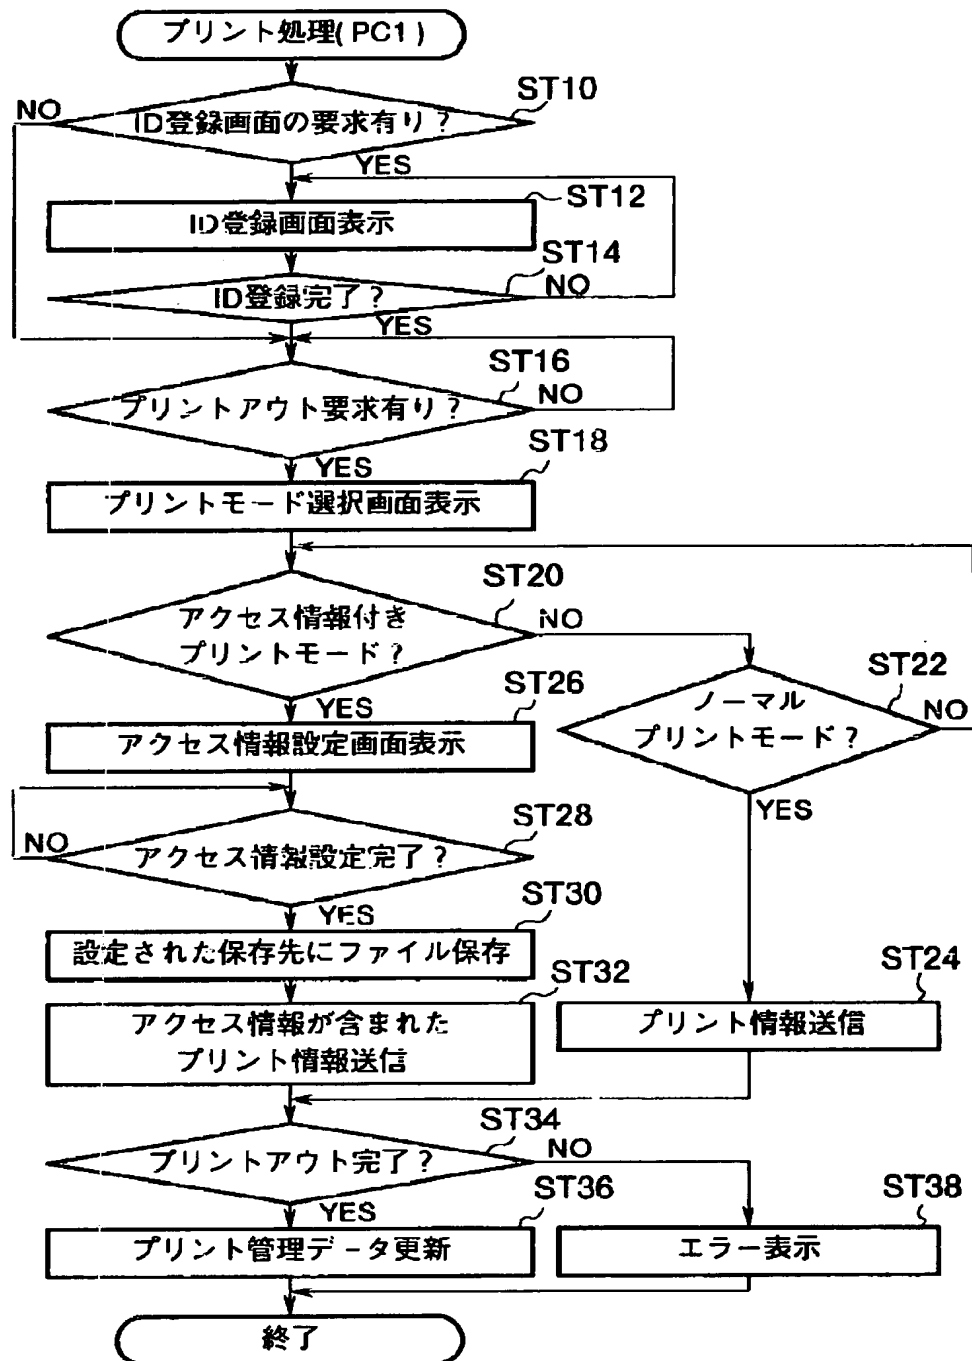 プリント処理(PC1)
ST10
NO
ID登録画面の要求有り？
YES
ST12
ID登録画面表示
ST14
ID登録完了？
NO
YES
ST16
プリントアウト要求有り？
NO
YES
ST18
プリントモード選択画面表示
ST20
アクセス情報付き
プリントモード？
NO
ST22
ノーマル
プリントモード？
NO
YES
ST26
YES
アクセス情報設定画面表示
ST28
NO
アクセス情報設定完了？
YES
ST30
設定された保存先にファイル保存
ST32
アクセス情報が含まれた
プリント情報送信
ST24
プリント情報送信
ST34
プリントアウト完了？
NO
YES
ST36
プリント管理データ更新
ST38
エラー表示
終了